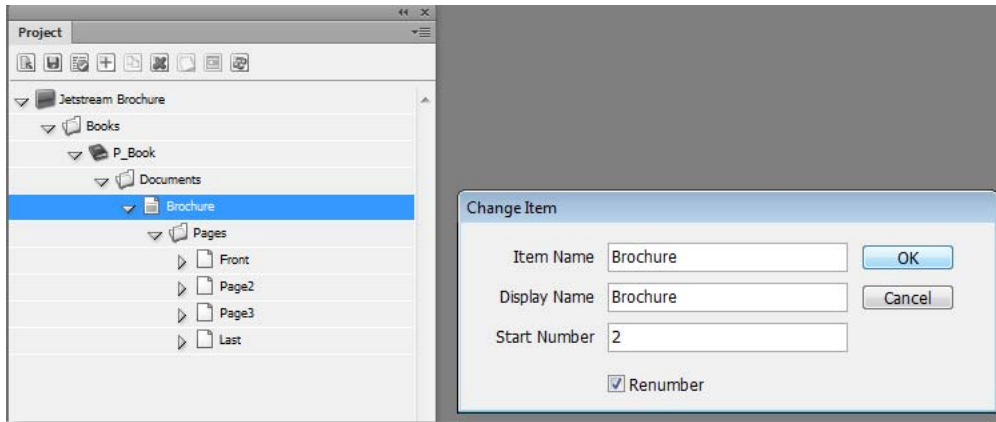 Project
Jetstream Brochure
Books
P_Book
Documents
Brochure
Pages
Front
Page2
Page3
Last
Change Item
Item Name Brochure OK
Display Name Brochure Cancel
Start Number 2
Renumber